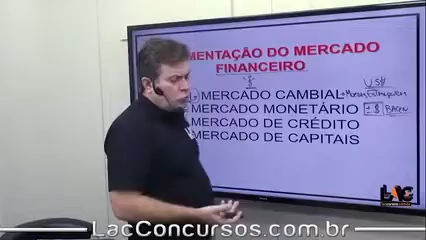 MENTAÇÃO DO MERCADO
FINANCEIRO
$
US$
MERCADO CAMBIAL
MERCADO MONETÁRIO
± $ BACEN
MERCADO DE CRÉDITO
MERCADO DE CAPITAIS
LAC
LacConcursos.com.br